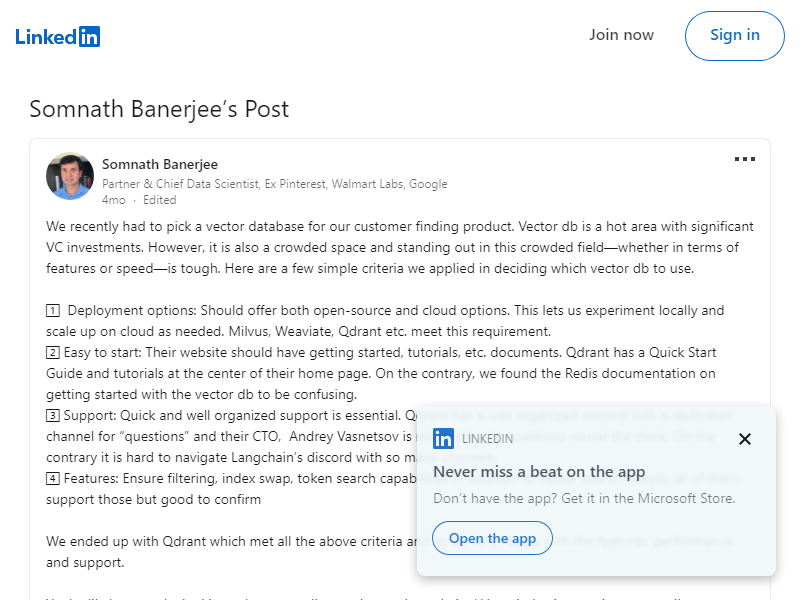 LinkedIn
Join now
Sign in
Somnath Banerjee's Post
Somnath Banerjee
Partner & Chief Data Scientist, Ex Pinterest, Walmart Labs, Google
4mo · Edited
We recently had to pick a vector database for our customer finding product. Vector db is a hot area with significant
VC investments. However, it is also a crowded space and standing out in this crowded field—whether in terms of
features or speed—is tough. Here are a few simple criteria we applied in deciding which vector db to use.
1 Deployment options: Should offer both open-source and cloud options. This lets us experiment locally and
scale up on cloud as needed. Milvus, Weaviate, Qdrant etc. meet this requirement.
2 Easy to start: Their website should have getting started, tutorials, etc. documents. Qdrant has a Quick Start
Guide and tutorials at the center of their home page. On the contrary, we found the Redis documentation on
getting started with the vector db to be confusing.
3 Support: Quick and well organized support is essential.
channel for “questions” and their CTO, Andrey Vasnetsov is
contrary it is hard to navigate Langchain’s discord with so
4 Features: Ensure filtering, index swap, token search
support those but good to confirm
We ended up with Qdrant which met all the above criteria
and support.
LINKEDIN
Never miss a beat on the app
Don’t have the app? Get it in the Microsoft Store.
Open the app